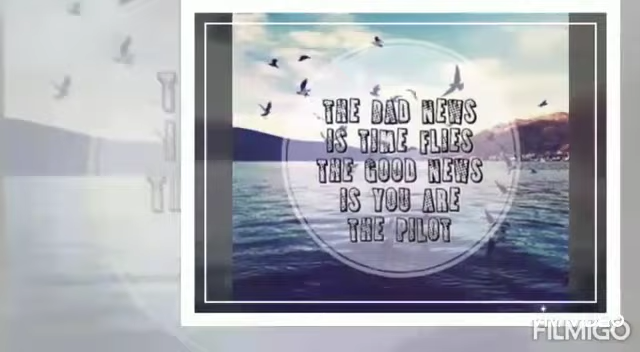 THE BAD NEWS
IS TIME FLIES
THE GOOD NEWS
IS YOU ARE
THE PILOT
FILMIGO